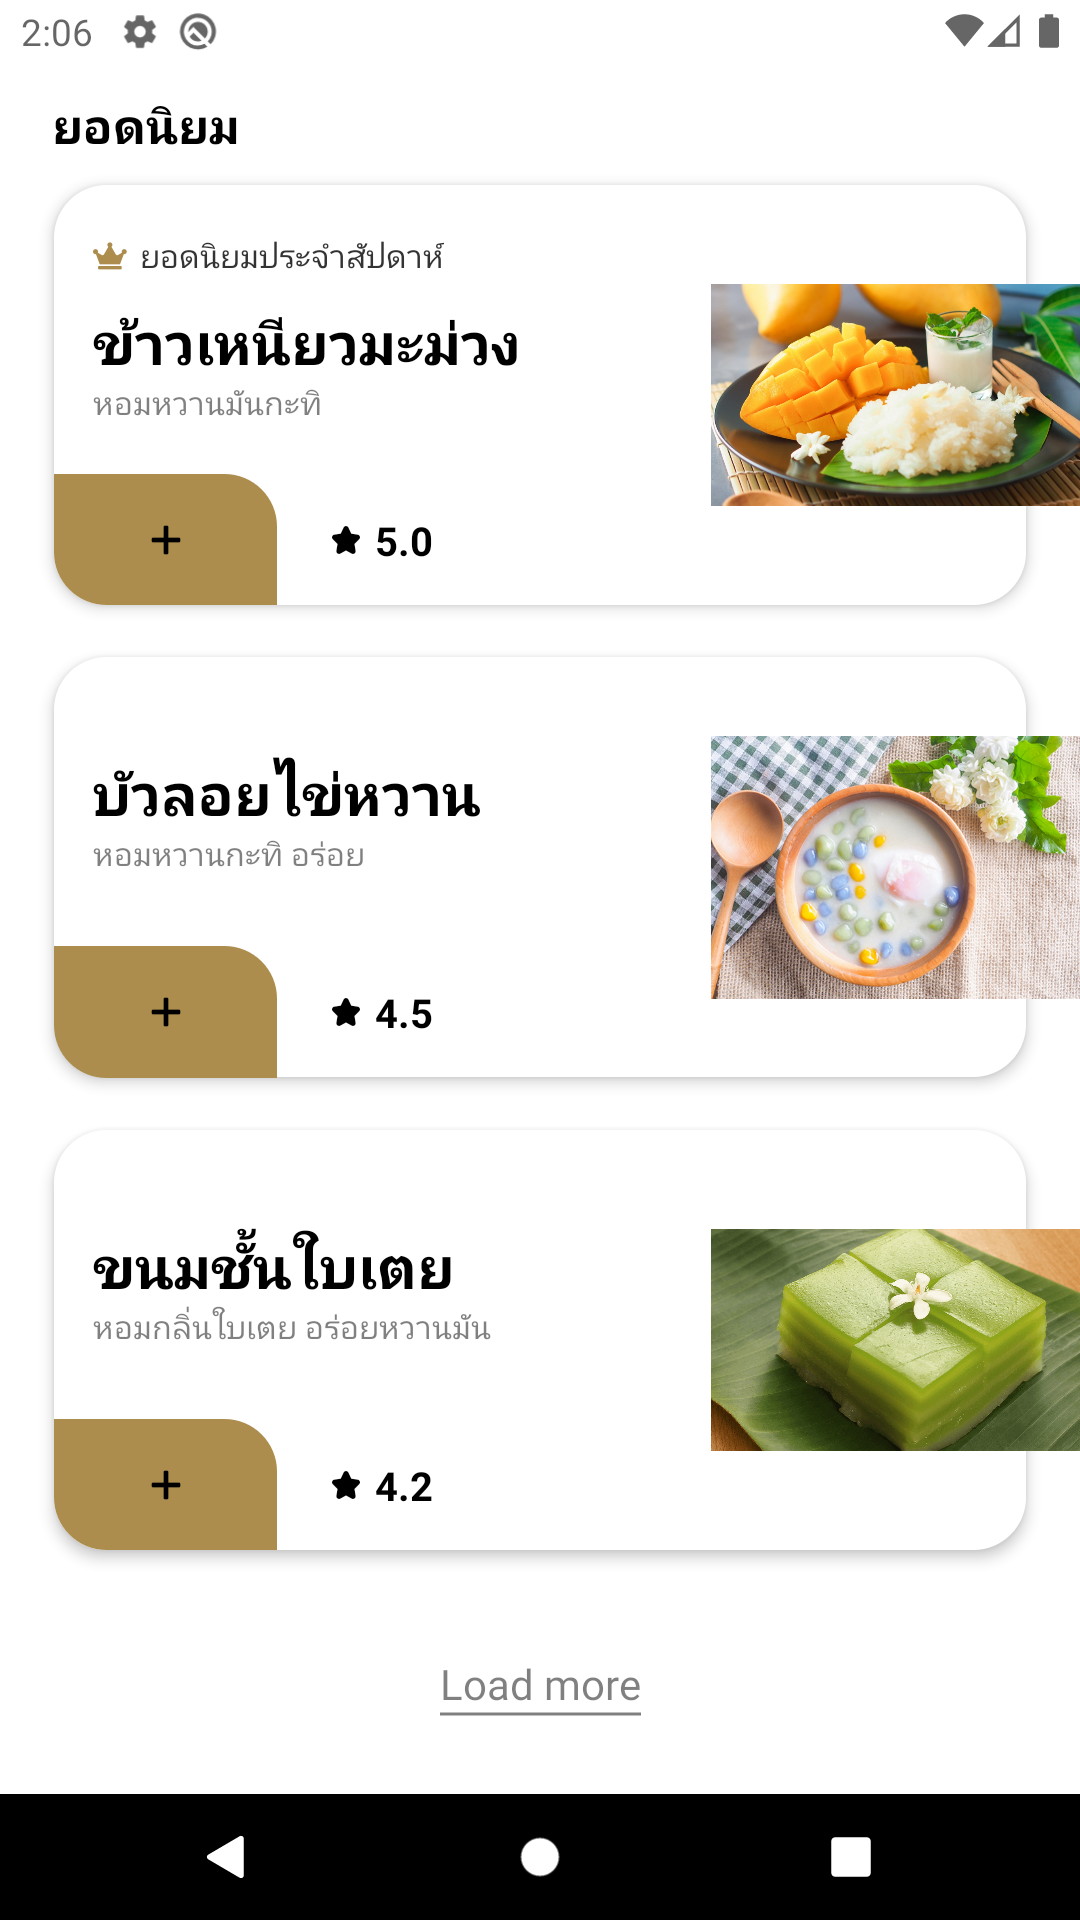 2:06
ยอดนิยม
ยอดนิยมประจำสัปดาห์
ข้าวเหนียวมะม่วง
หอมหวานมันกะทิ
5.0
บัวลอยไข่หวาน
หอมหวานกะทิ อร่อย
4.5
ขนมชั้นใบเตย
หอมกลิ่นใบเตย อร่อยหวานมัน
4.2
Load more